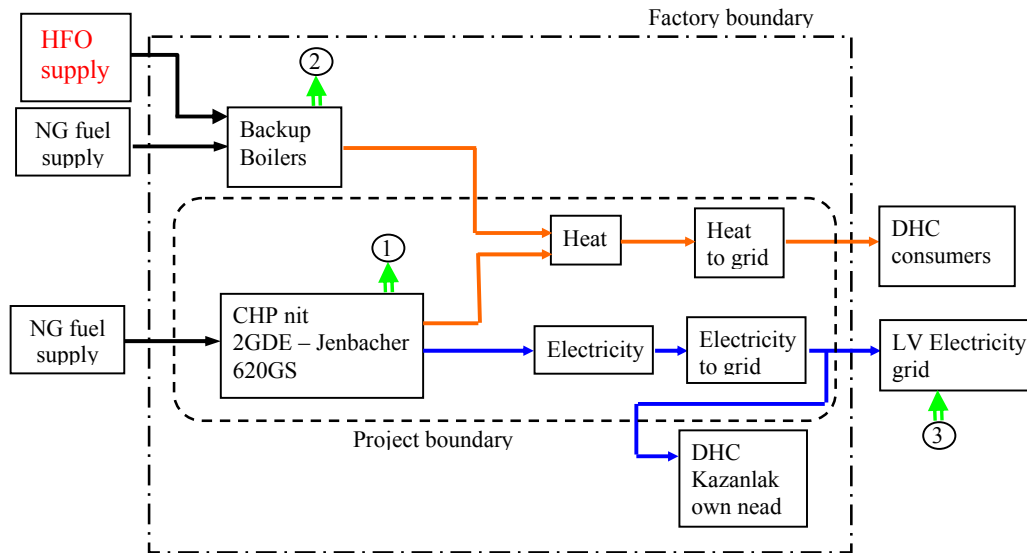 Factory boundary
HFO
supply
2
NG fuel
supply
Backup
Boilers
1
Heat
Heat
to grid
DHC
consumers
NG fuel
supply
CHP nit
2GDE – Jenbacher
620GS
Electricity
Electricity
to grid
LV Electricity
grid
Project boundary
3
DHC
Kazanlak
own nead